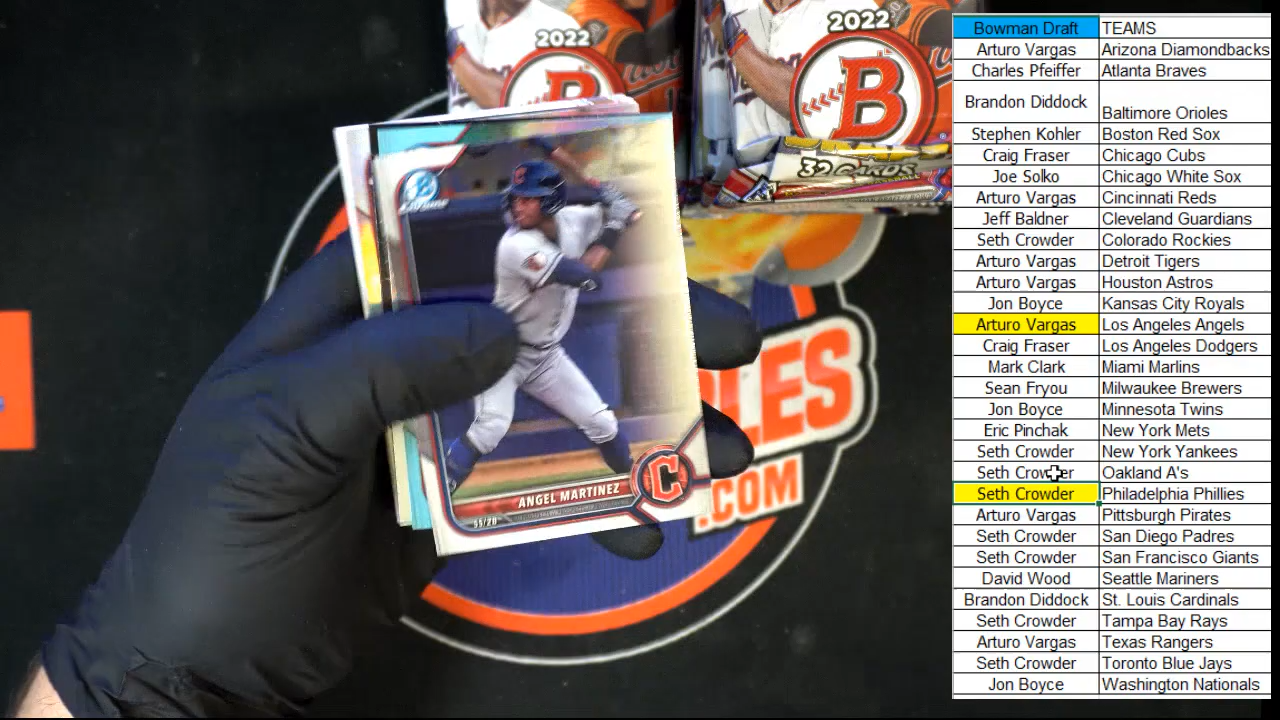 2022
B
2022
B
32 CARDS
ANGEL MARTINEZ
C
LES
.COM
Bowman Draft TEAMS
Arturo Vargas Arizona Diamondbacks
Charles Pfeiffer Atlanta Braves
Brandon Diddock Baltimore Orioles
Stephen Kohler Boston Red Sox
Craig Fraser Chicago Cubs
Joe Solko Chicago White Sox
Arturo Vargas Cincinnati Reds
Jeff Baldner Cleveland Guardians
Seth Crowder Colorado Rockies
Arturo Vargas Detroit Tigers
Arturo Vargas Houston Astros
Jon Boyce Kansas City Royals
Arturo Vargas Los Angeles Angels
Craig Fraser Los Angeles Dodgers
Mark Clark Miami Marlins
Sean Fryou Milwaukee Brewers
Jon Boyce Minnesota Twins
Eric Pinchak New York Mets
Seth Crowder New York Yankees
Seth Crowder Oakland A's
Seth Crowder Philadelphia Phillies
Arturo Vargas Pittsburgh Pirates
Seth Crowder San Diego Padres
Seth Crowder San Francisco Giants
David Wood Seattle Mariners
Brandon Diddock St. Louis Cardinals
Seth Crowder Tampa Bay Rays
Arturo Vargas Texas Rangers
Seth Crowder Toronto Blue Jays
Jon Boyce Washington Nationals